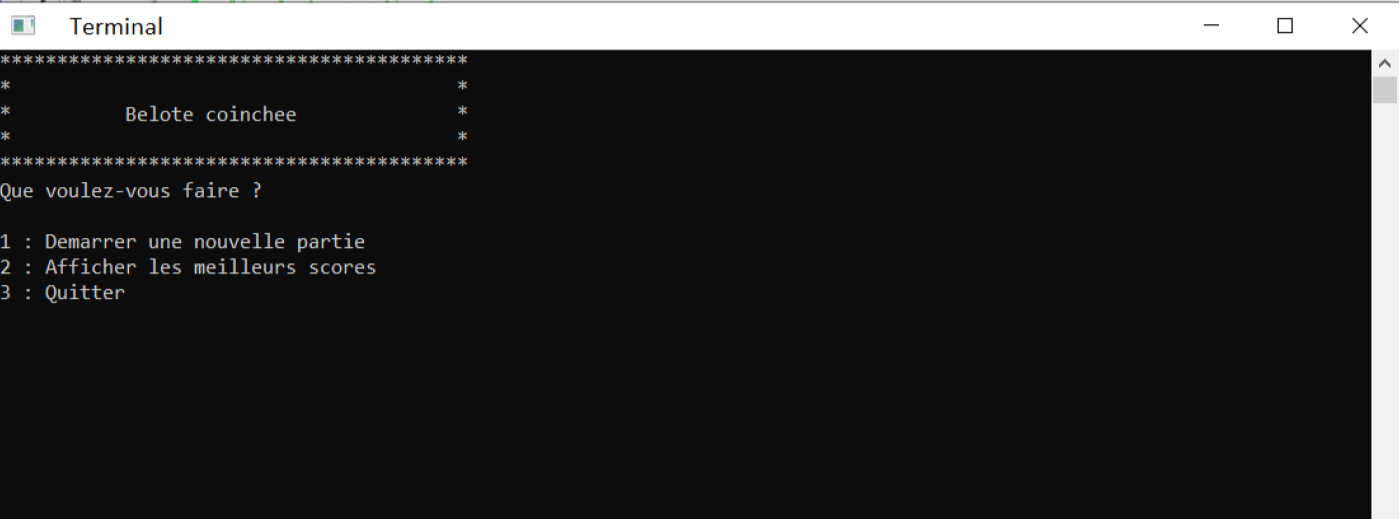 Terminal
*****************************************
*                                       *
*          Belote coinchee              *
*                                       *
*****************************************
Que voulez-vous faire ?
1 : Demarrer une nouvelle partie
2 : Afficher les meilleurs scores
3 : Quitter